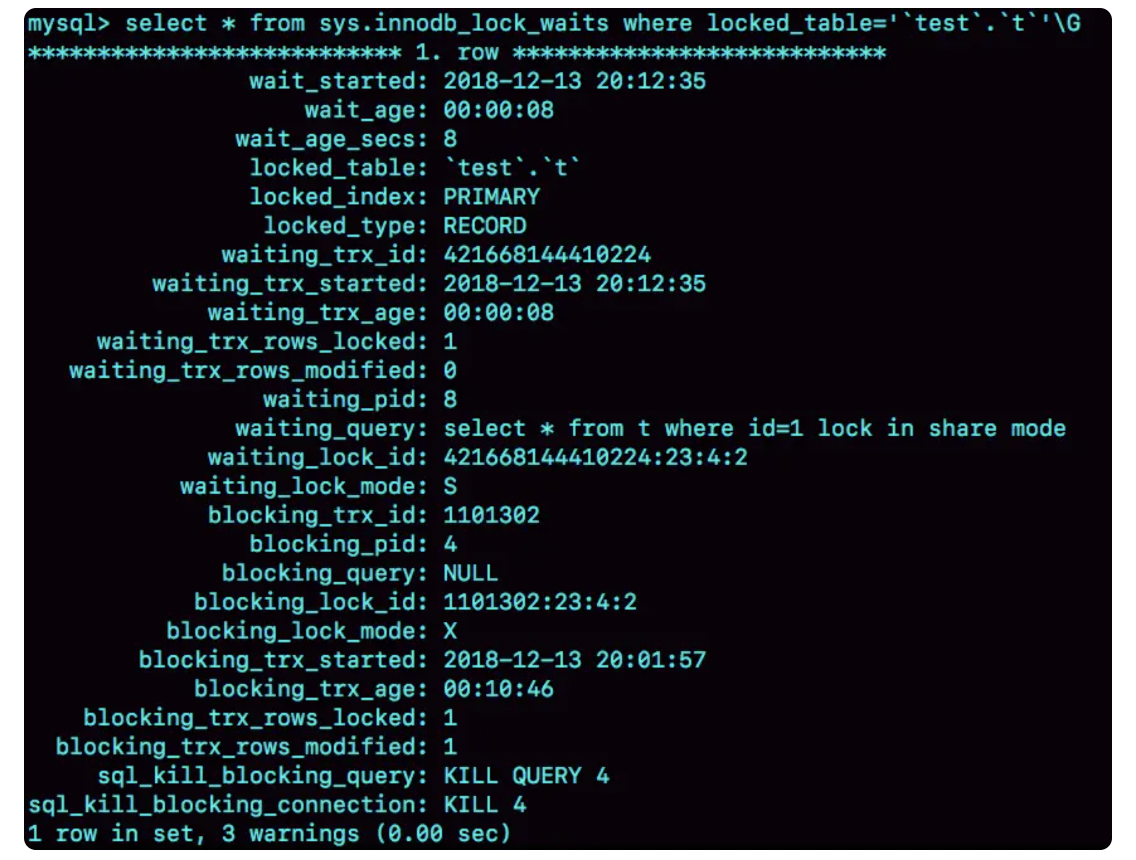 mysql> select * from sys.innodb_lock_waits where locked_table='`test`.`t`'\G
*************************** 1. row ***************************
wait_started: 2018-12-13 20:12:35
wait_age: 00:00:08
wait_age_secs: 8
locked_table: `test`.`t`
locked_index: PRIMARY
locked_type: RECORD
waiting_trx_id: 421668144410224
waiting_trx_started: 2018-12-13 20:12:35
waiting_trx_age: 00:00:08
waiting_trx_rows_locked: 1
waiting_trx_rows_modified: 0
waiting_pid: 8
waiting_query: select * from t where id=1 lock in share mode
waiting_lock_id: 421668144410224:23:4:2
waiting_lock_mode: S
blocking_trx_id: 1101302
blocking_pid: 4
blocking_query: NULL
blocking_lock_id: 1101302:23:4:2
blocking_lock_mode: X
blocking_trx_started: 2018-12-13 20:01:57
blocking_trx_age: 00:10:46
blocking_trx_rows_locked: 1
blocking_trx_rows_modified: 1
sql_kill_blocking_query: KILL QUERY 4
sql_kill_blocking_connection: KILL 4
1 row in set, 3 warnings (0.00 sec)